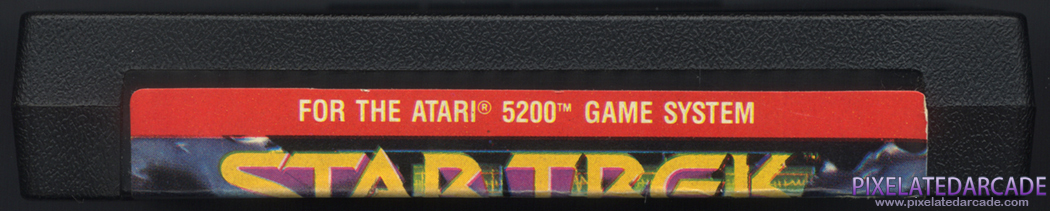 FOR THE ATARI® 5200™ GAME SYSTEM
STAR TREK
PIXELATEDARCADE
www.pixelatedarcade.com